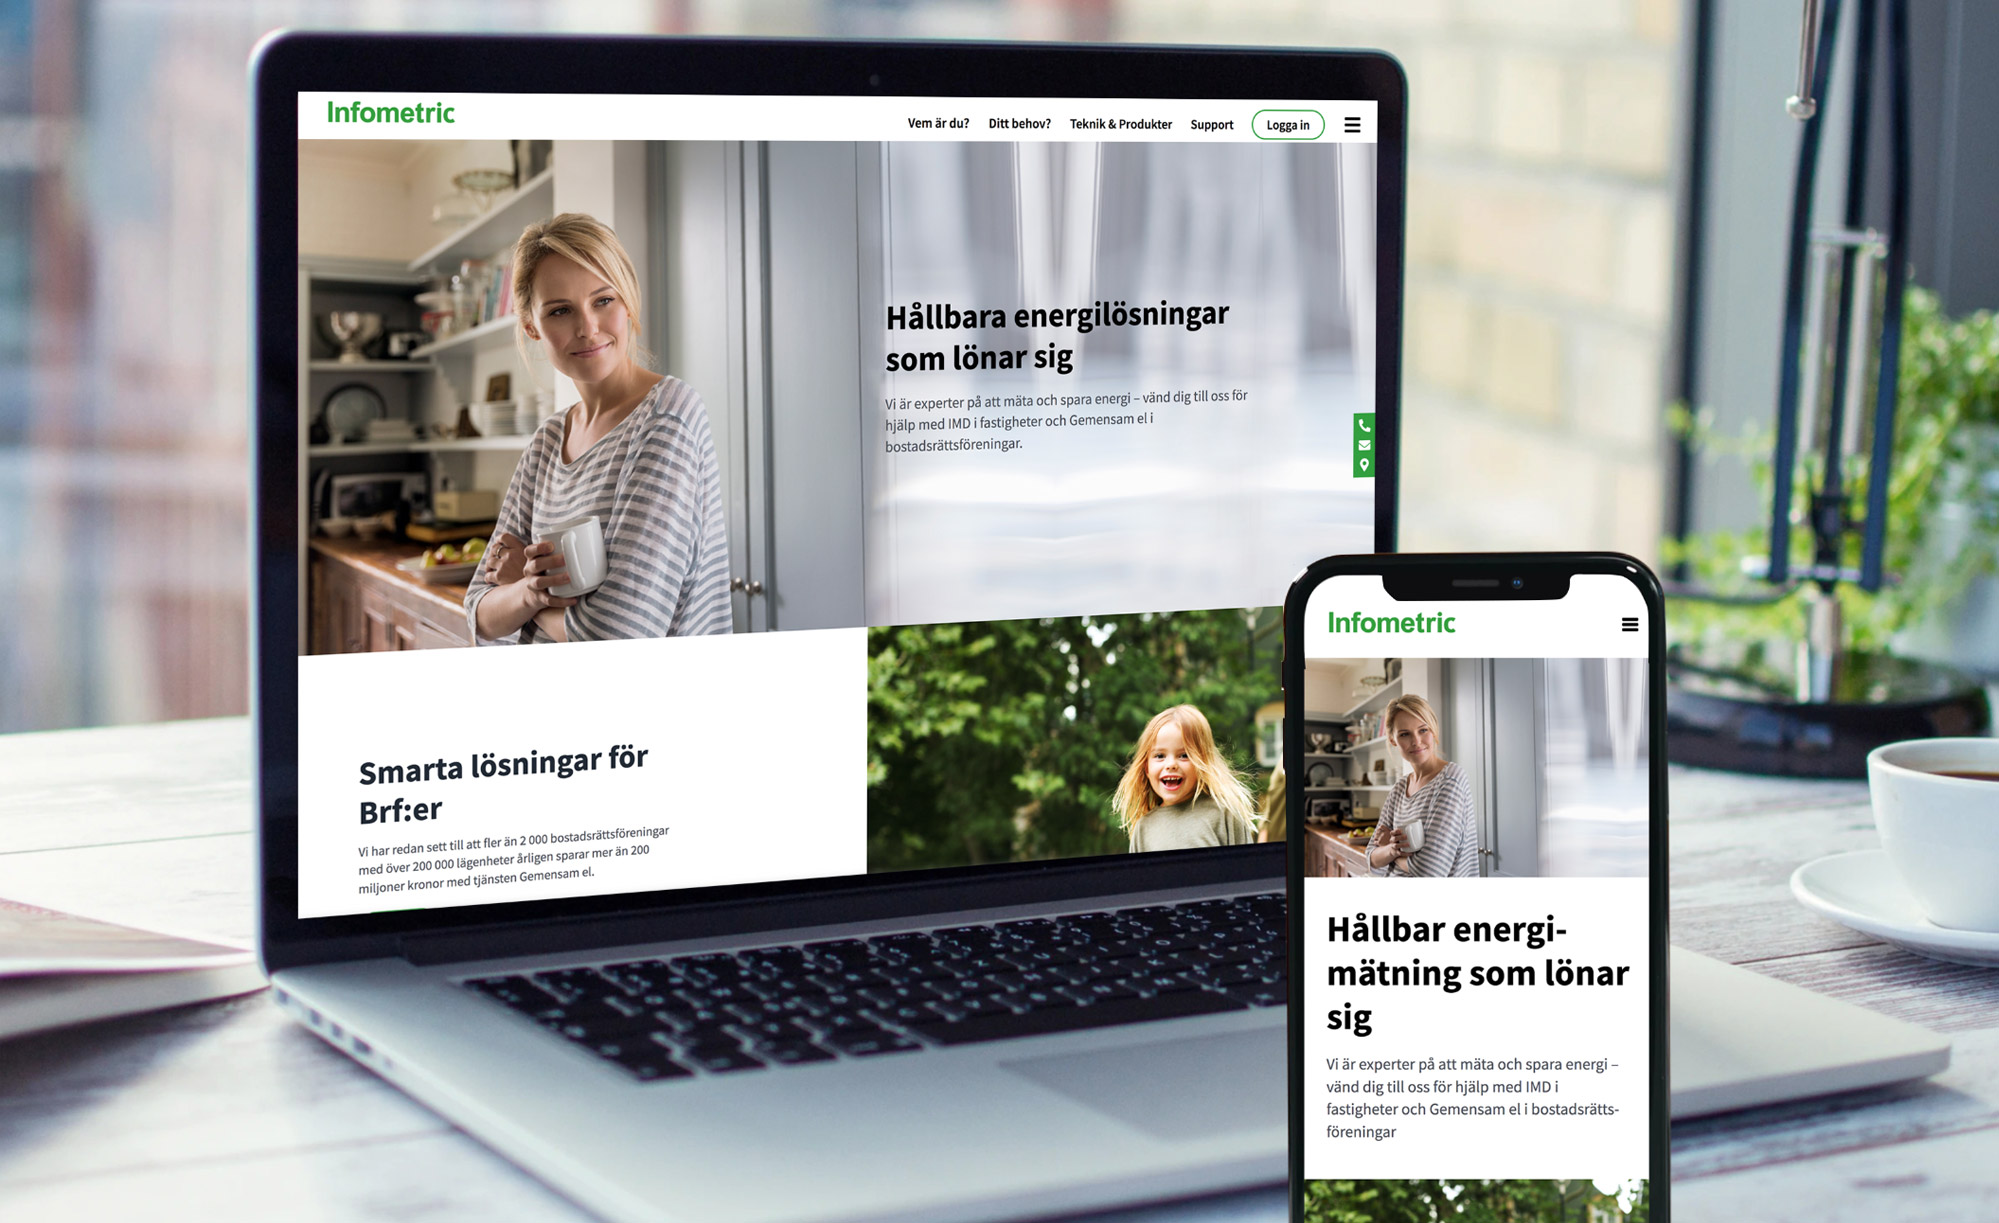 Infometric
Vem är du? Ditt behov? Teknik & Produkter Support Logga in
Hållbara energilösningar
som lönar sig
Vi är experter på att mäta och spara energi – vänd dig till oss för
hjälp med IMD i fastigheter och Gemensam el i
bostadsrättsföreningar.
Smarta lösningar för
Brf:er
Vi har redan sett till att fler än 2 000 bostadsrättsföreningar
med över 200 000 lägenheter årligen sparar mer än 200
miljoner kronor med tjänsten Gemensam el.
Infometric
Hållbar energi-
mätning som lönar
sig
Vi är experter på att mäta och spara energi –
vänd dig till oss för hjälp med IMD i
fastigheter och Gemensam el i bostadsrätts-
föreningar